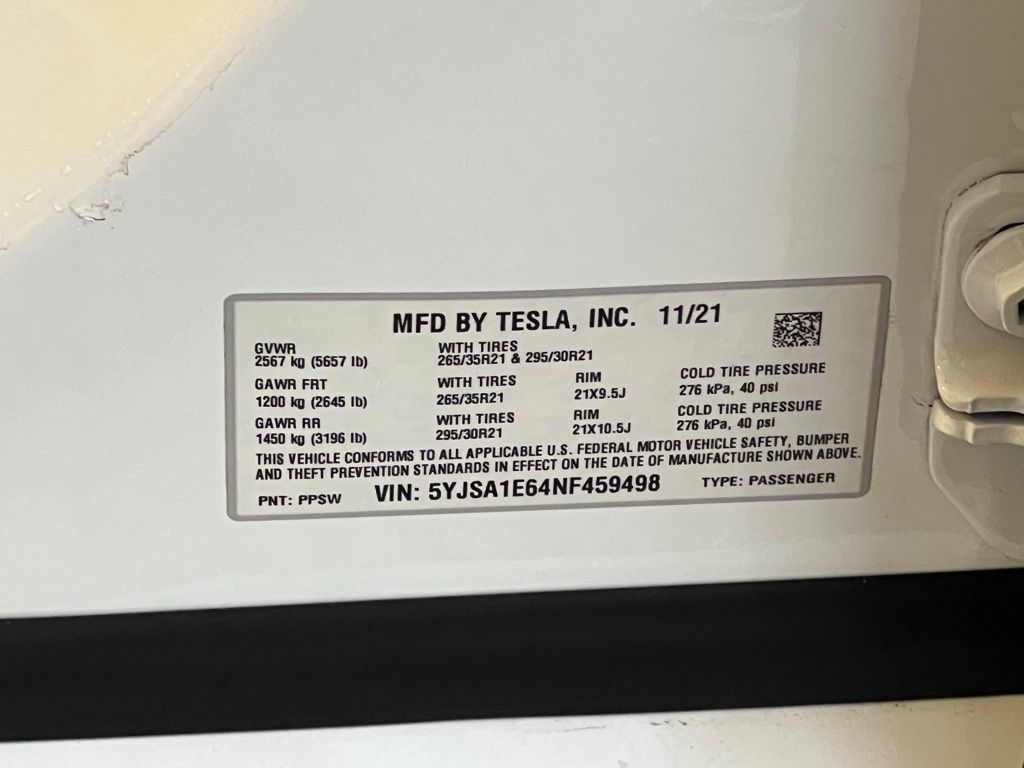 MFD BY TESLA, INC. 11/21
GVWR WITH TIRES
2567 kg (5657 lb) 265/35R21 & 295/30R21
GAWR FRT WITH TIRES RIM COLD TIRE PRESSURE
1200 kg (2645 lb) 265/35R21 21X9.5J 276 kPa, 40 psi
GAWR RR WITH TIRES RIM COLD TIRE PRESSURE
1450 kg (3196 lb) 295/30R21 21X10.5J 276 kPa, 40 psi
THIS VEHICLE CONFORMS TO ALL APPLICABLE U.S. FEDERAL MOTOR VEHICLE SAFETY, BUMPER
AND THEFT PREVENTION STANDARDS IN EFFECT ON THE DATE OF MANUFACTURE SHOWN ABOVE.
PNT: PPSW VIN: 5YJSA1E64NF459498 TYPE: PASSENGER